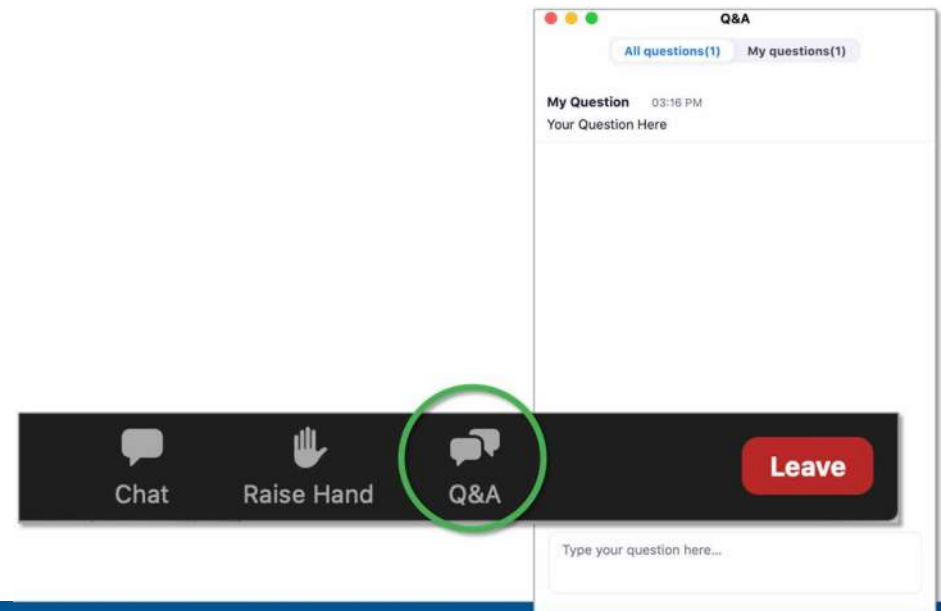 Q&A
All questions(1) My questions(1)
My Question 03:16 PM
Your Question Here
Chat Raise Hand Q&A Leave
Type your question here...